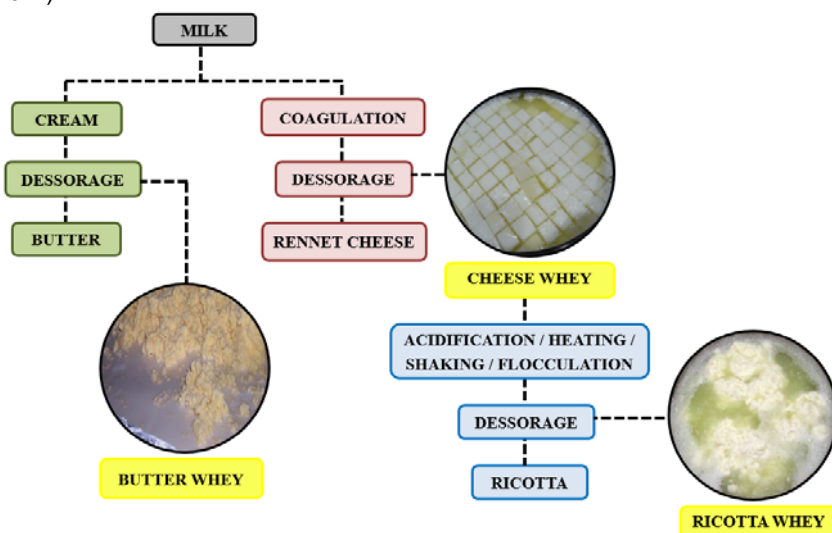 MILK
CREAM
COAGULATION
DESSORAGE
DESSORAGE
BUTTER
RENNET CHEESE
CHEESE WHEY
ACIDIFICATION / HEATING /
SHAKING / FLOCCULATION
DESSORAGE
BUTTER WHEY
RICOTTA
RICOTTA WHEY